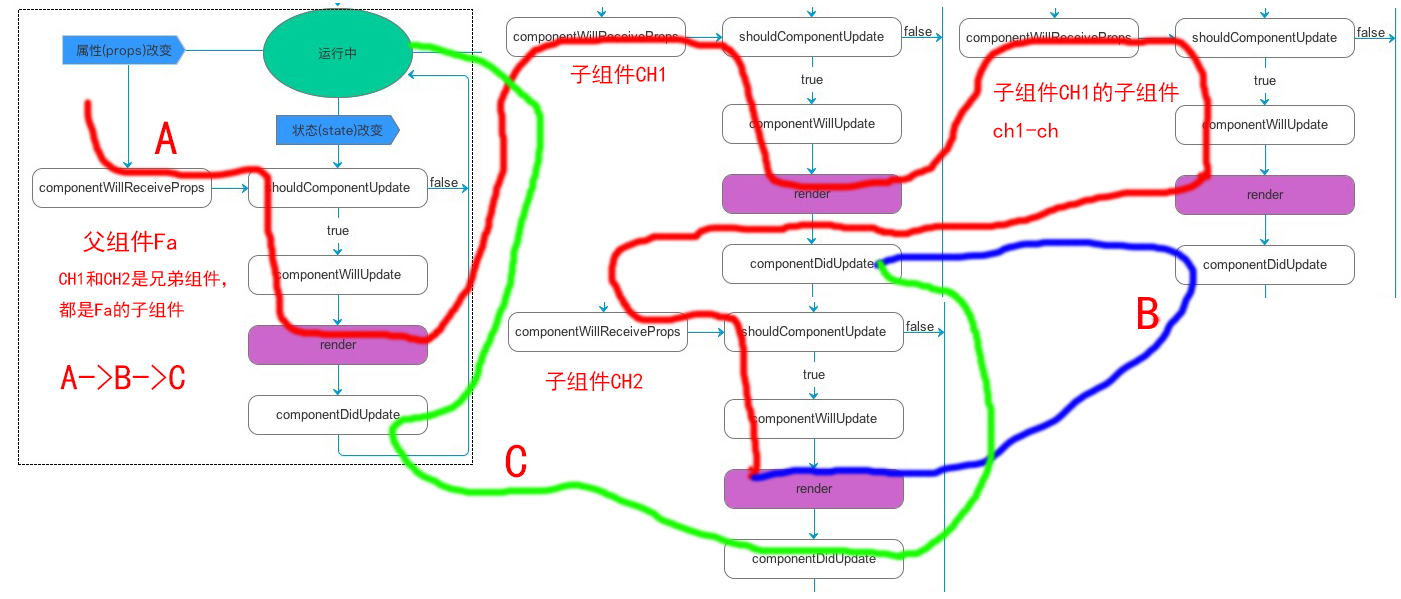 属性(props)改变
运行中
状态(state)改变
A
componentWillReceiveProps
shouldComponentUpdate
false
true
父组件Fa
CH1和CH2是兄弟组件,
都是Fa的子组件
componentWillUpdate
render
A->B->C
componentDidUpdate
componentWillReceiveProps
shouldComponentUpdate
false
子组件CH1
true
componentWillUpdate
render
componentDidUpdate
componentWillReceiveProps
shouldComponentUpdate
false
true
子组件CH1的子组件
ch1-ch
componentWillUpdate
render
componentDidUpdate
B
componentWillReceiveProps
shouldComponentUpdate
false
子组件CH2
true
componentWillUpdate
C
render
componentDidUpdate